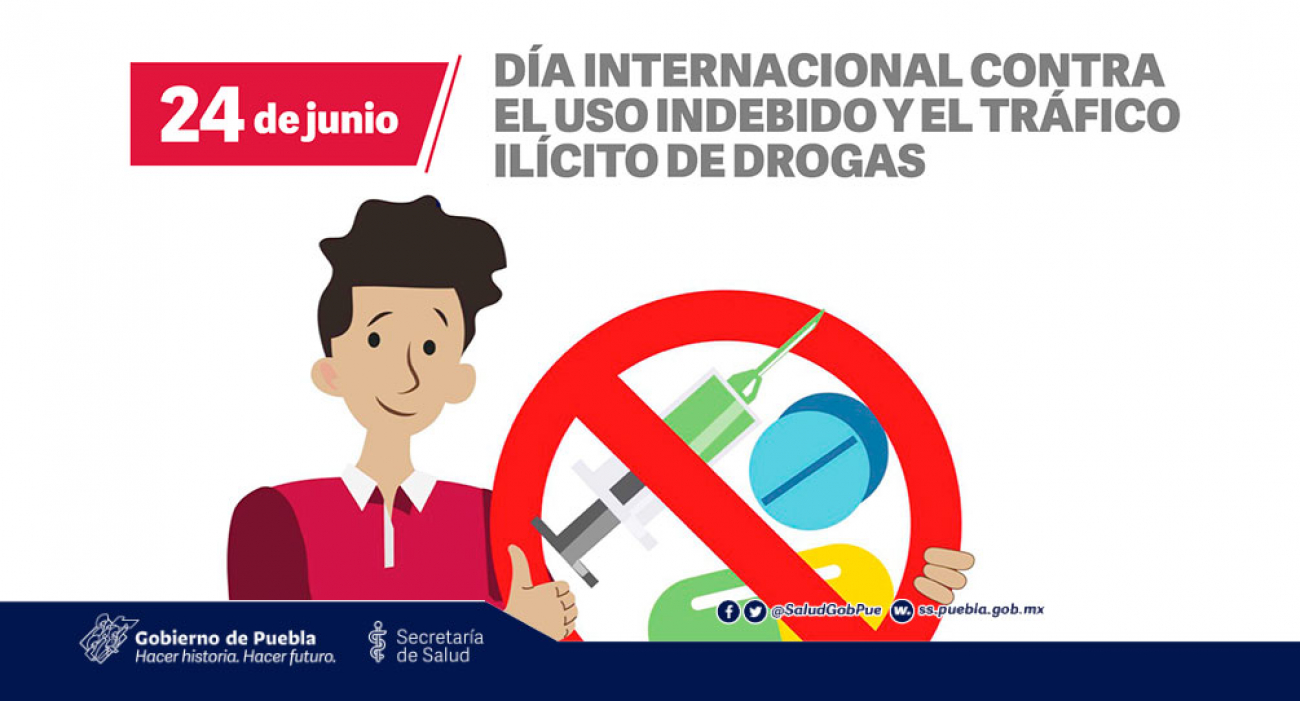 24 de junio
DÍA INTERNACIONAL CONTRA
EL USO INDEBIDO Y EL TRÁFICO
ILÍCITO DE DROGAS
@SaludGobPue
ss.puebla.gob.mx
Gobierno de Puebla
Hacer historia. Hacer futuro.
Secretaría
de Salud